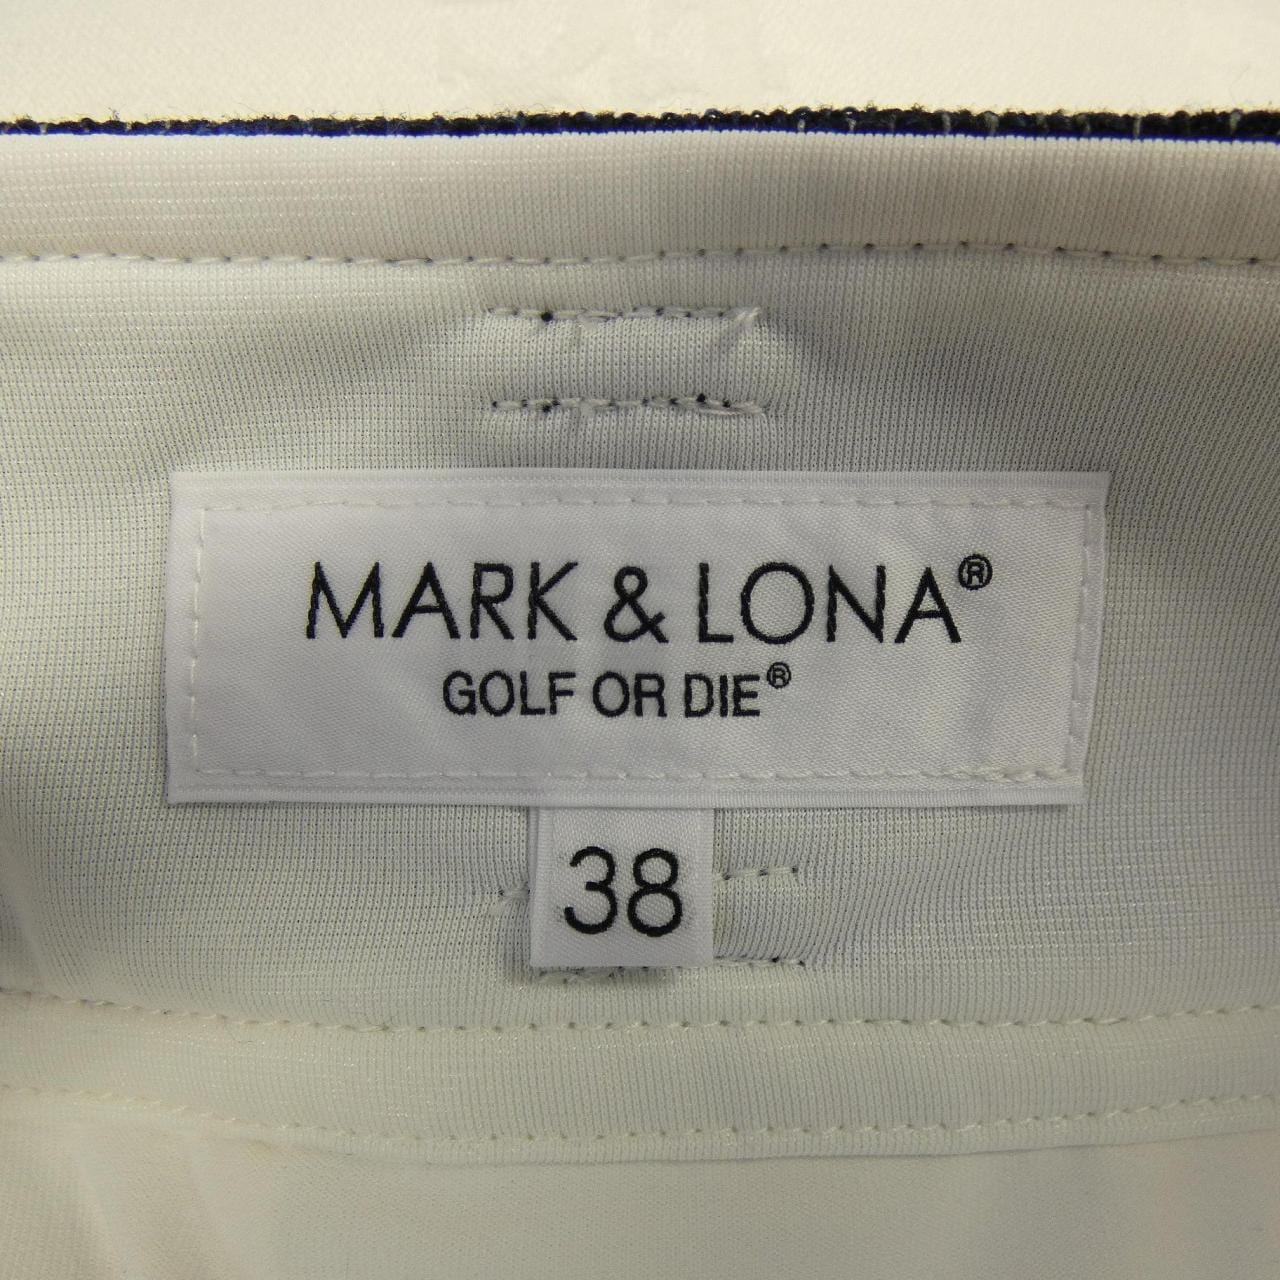 MARK & LONA®
GOLF OR DIE®
38